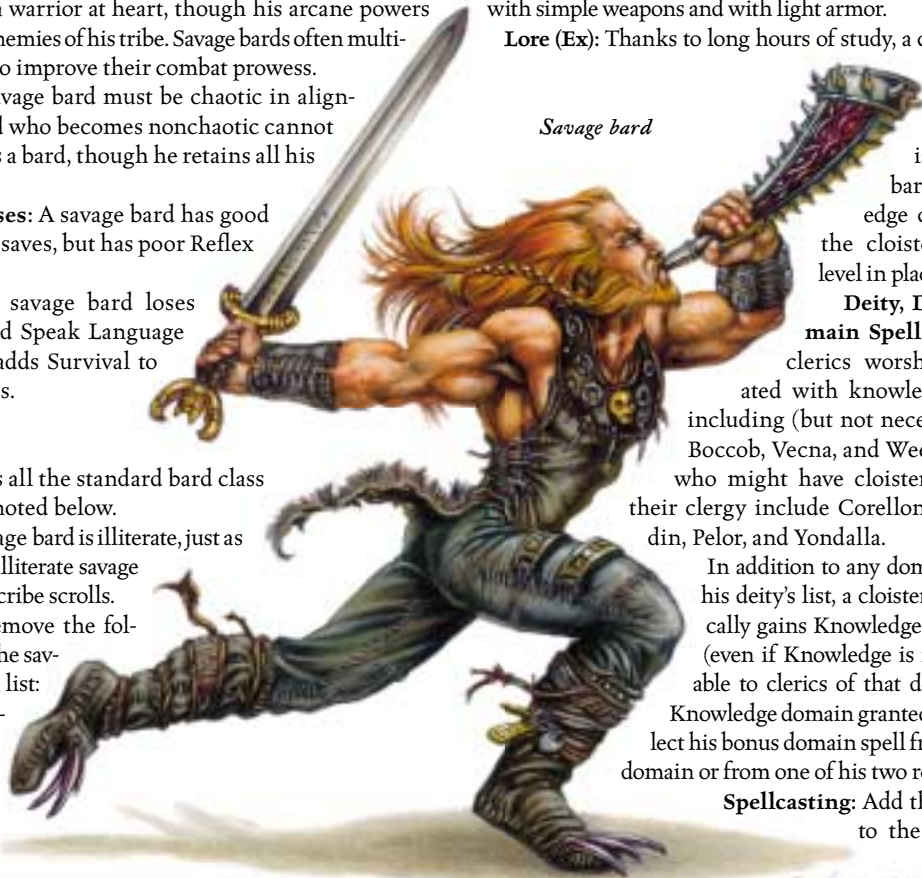 warrior at heart, though his arcane powers
nemies of his tribe. Savage bards often multi-
o improve their combat prowess.
vage bard must be chaotic in align-
d who becomes nonchaotic cannot
s a bard, though he retains all his
ses: A savage bard has good
saves, but has poor Reflex
savage bard loses
d Speak Language
adds Survival to
s.
s all the standard bard class
noted below.
age bard is illiterate, just as
lliterate savage
cribe scrolls.
emove the fol-
he sav-
list:
-
Savage bard
with simple weapons and with light armor.
Lore (Ex): Thanks to long hours of study, a c
i
bar
edge c
the cloiste
level in plac
Deity, D
main Spell
clerics worsh
ated with knowle
including (but not nece
Boccob, Vecna, and Wee
who might have cloister
their clergy include Corellon
din, Pelor, and Yondalla.
In addition to any dom
his deity's list, a cloister
cally gains Knowledge
(even if Knowledge is
able to clerics of that d
Knowledge domain granted
lect his bonus domain spell fr
domain or from one of his two re
Spellcasting: Add th
to the